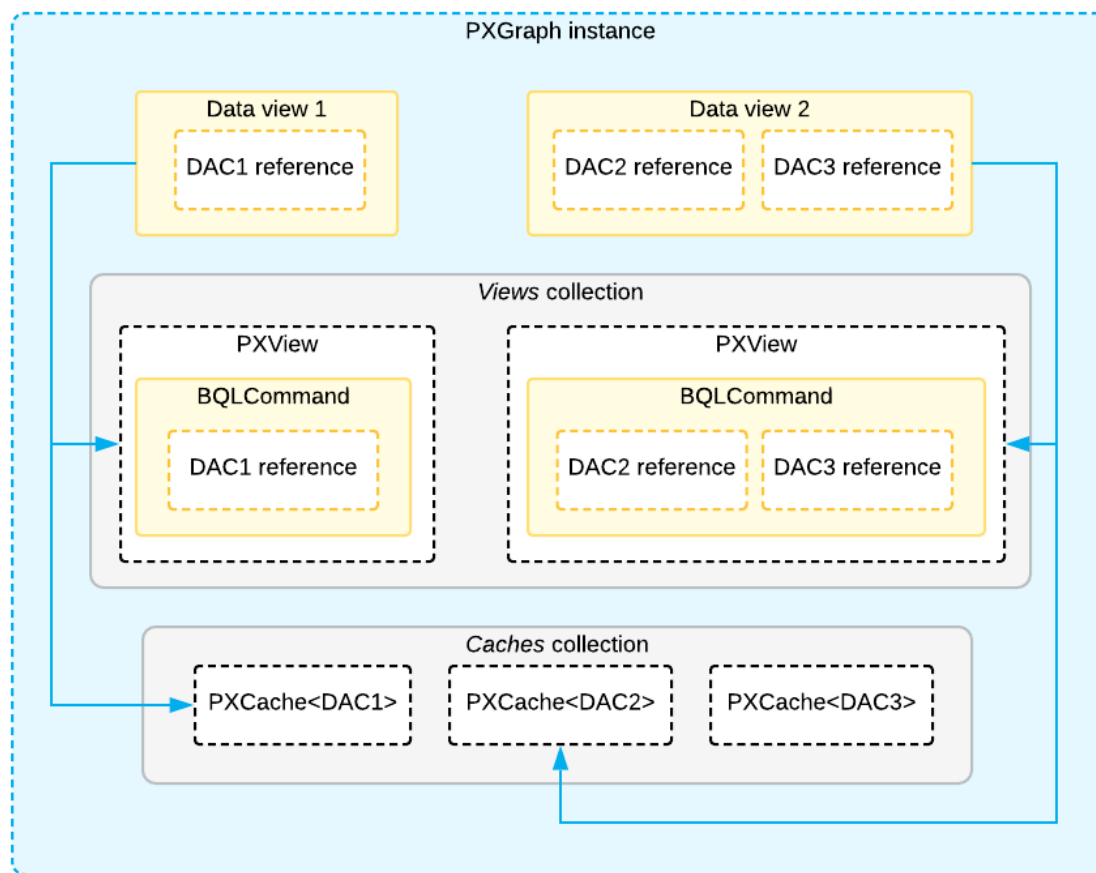 PXGraph instance
Data view 1
DAC1 reference
Data view 2
DAC2 reference
DAC3 reference
Views collection
PXView
BQLCommand
DAC1 reference
PXView
BQLCommand
DAC2 reference
DAC3 reference
Caches collection
PXCache<DAC1>
PXCache<DAC2>
PXCache<DAC3>